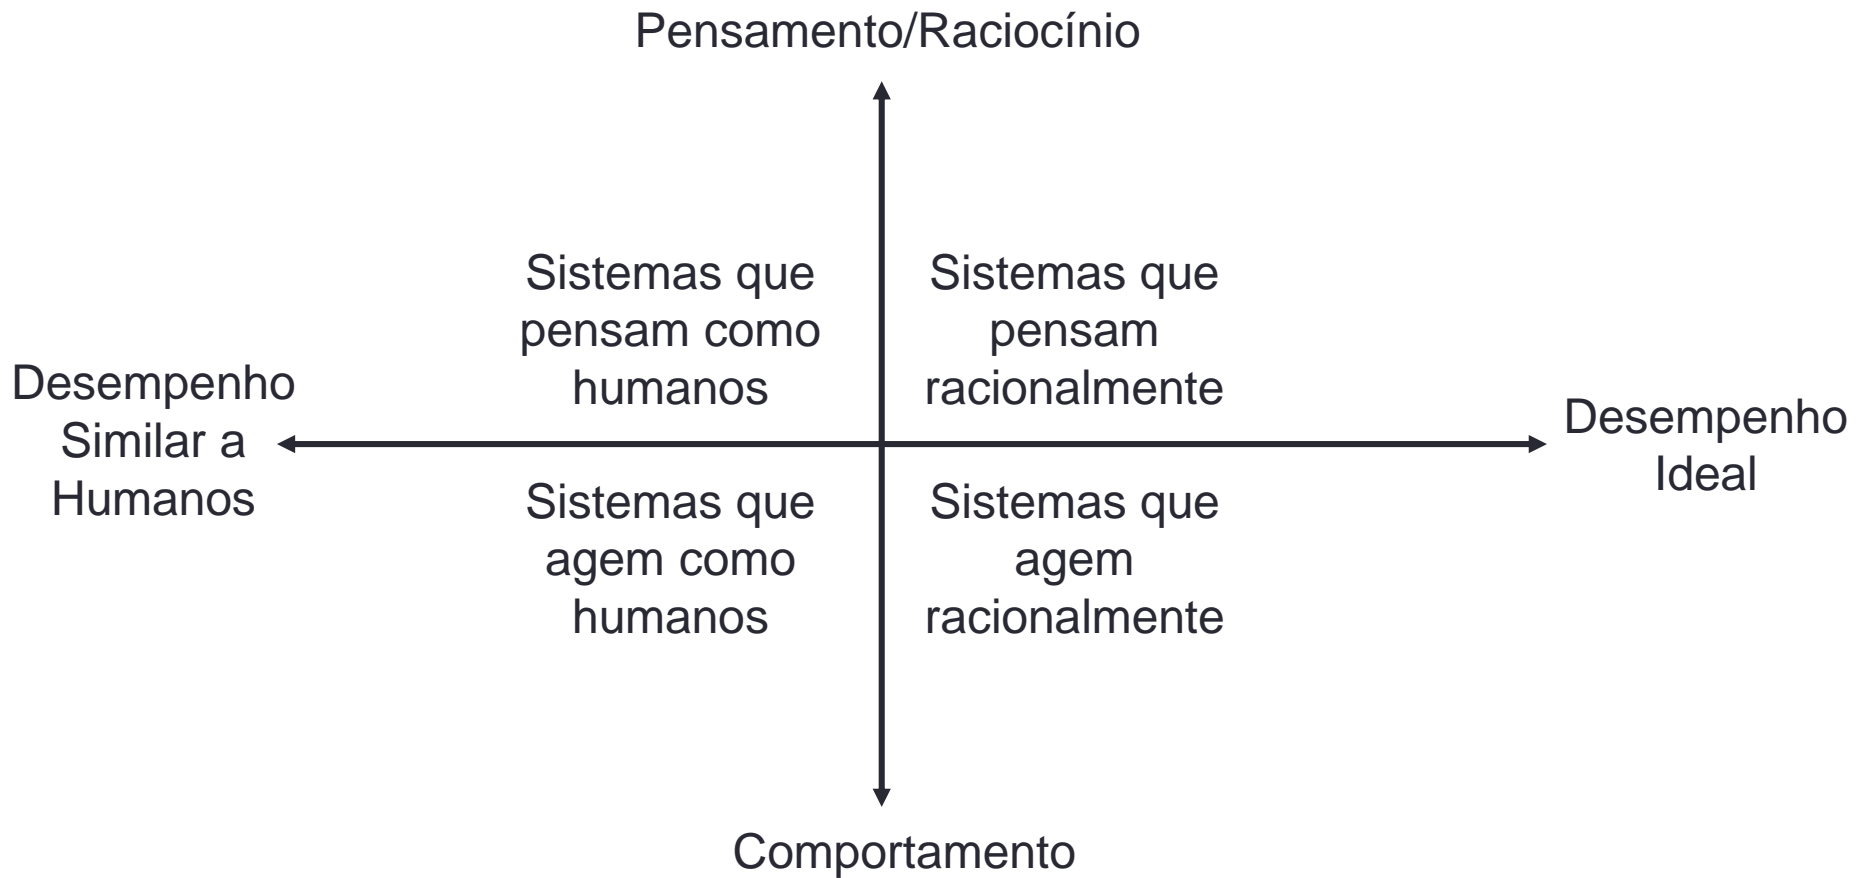 Pensamento/Raciocínio
Sistemas que
pensam como
humanos
Sistemas que
pensam
racionalmente
Desempenho
Similar a
Humanos
Desempenho
Ideal
Sistemas que
agem como
humanos
Sistemas que
agem
racionalmente
Comportamento